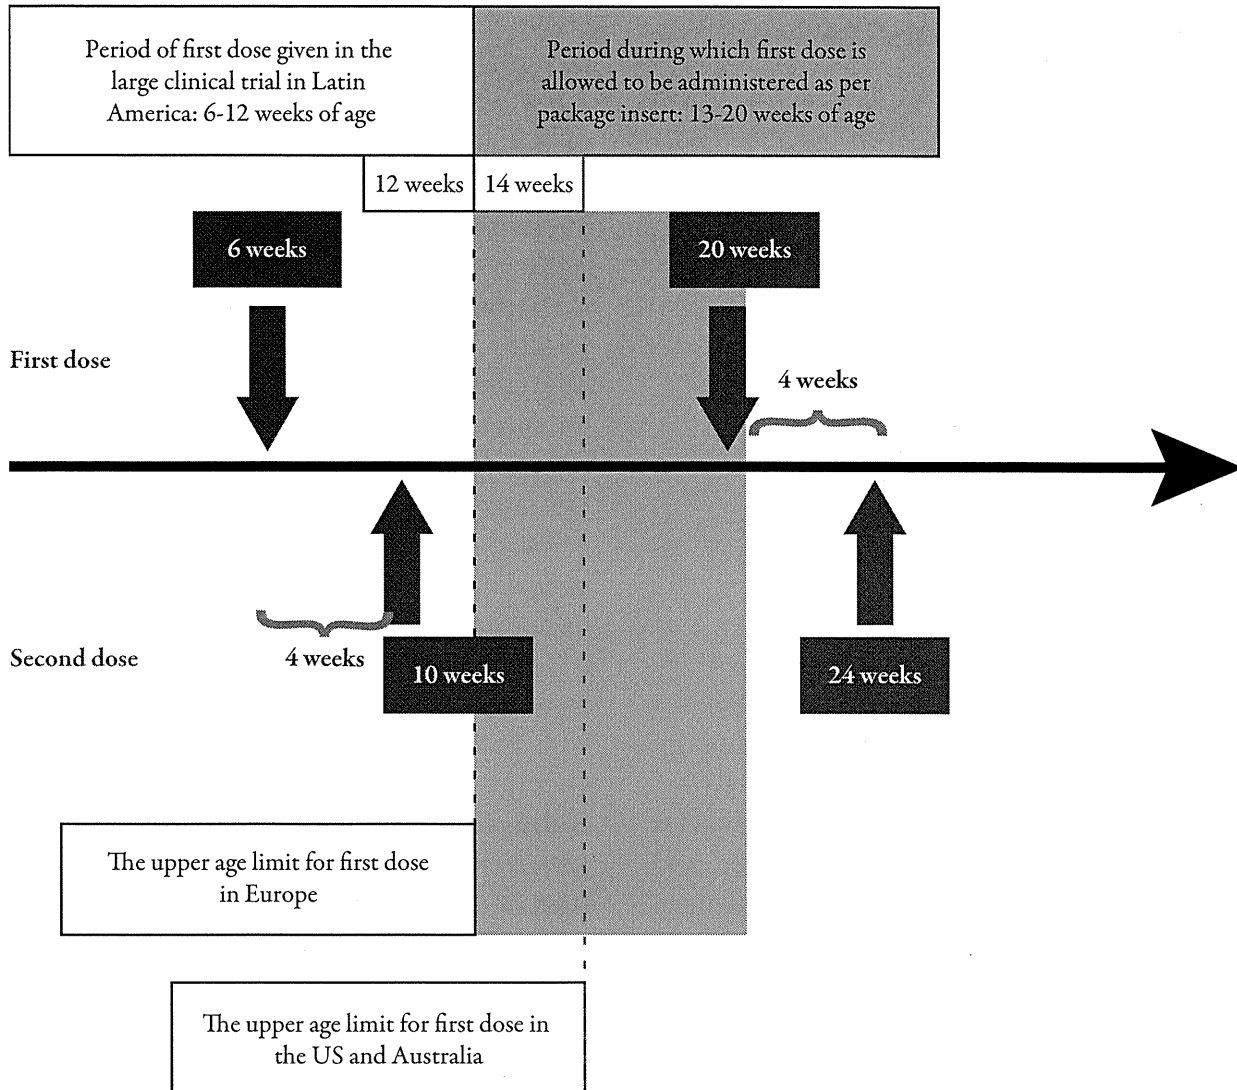 Period of first dose given in the
large clinical trial in Latin
America: 6-12 weeks of age
Period during which first dose is
allowed to be administered as per
package insert: 13-20 weeks of age
12 weeks
14 weeks
6 weeks
20 weeks
First dose
4 weeks
Second dose
4 weeks
10 weeks
24 weeks
The upper age limit for first dose
in Europe
The upper age limit for first dose in
the US and Australia